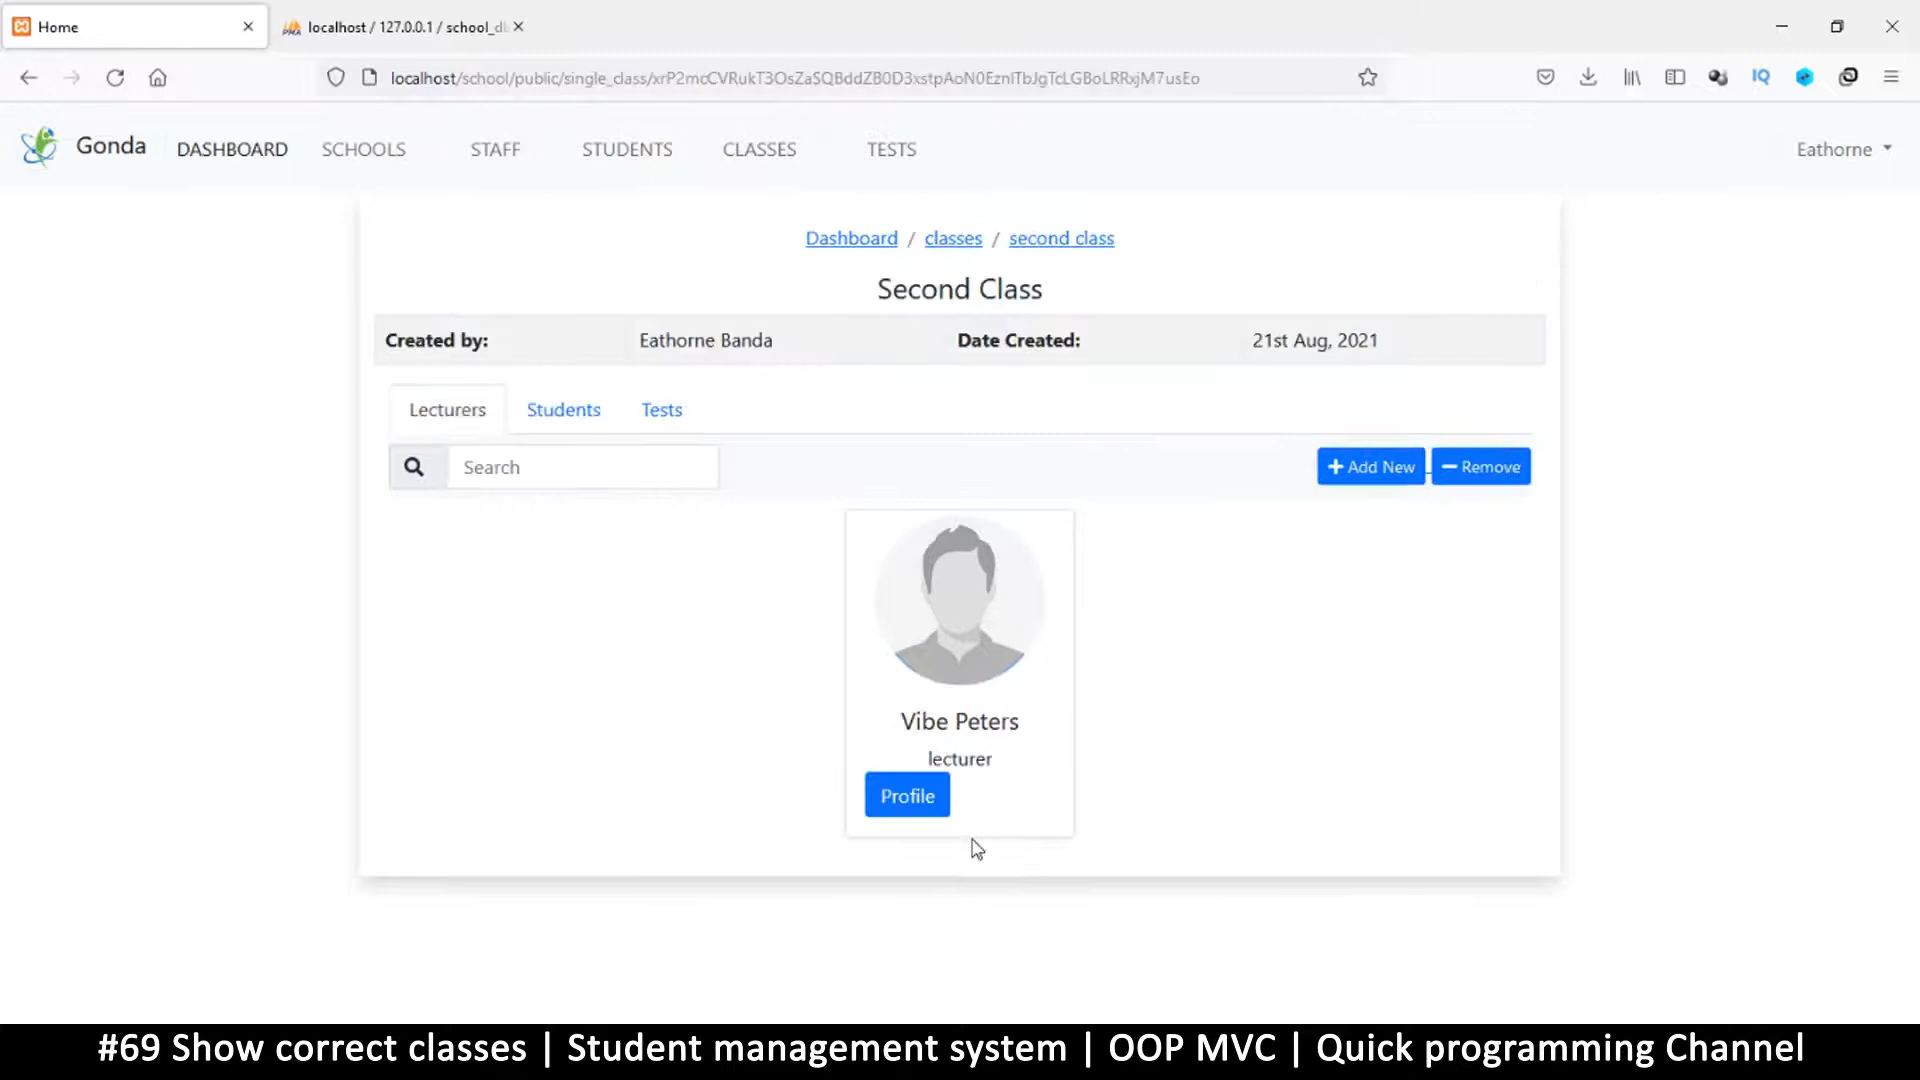 Home
localhost / 127.0.0.1 / school_d
localhost/school/public/single_class/xrP2mcCVRukT3OsZaSQBddZB0D3xstpAoN0EznITbJgTcLGBoLRRxjM7usEo
IQ
Gonda DASHBOARD SCHOOLS STAFF STUDENTS CLASSES TESTS Eathorne
Dashboard / classes / second class
Second Class
Created by: Eathorne Banda Date Created: 21st Aug, 2021
Lecturers Students Tests
Search + Add New − Remove
Vibe Peters
lecturer
Profile
#69 Show correct classes | Student management system | OOP MVC | Quick programming Channel